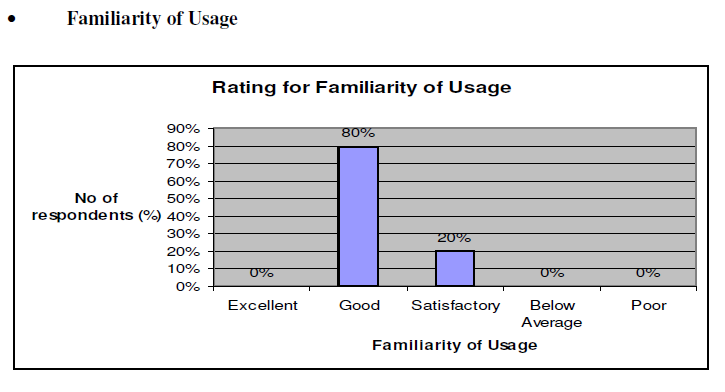 • Familiarity of Usage
Rating for Familiarity of Usage
90%
80%
70%
60%
50%
40%
30%
20%
10%
0%
No of
respondents (%)
0%
80%
20%
0%
0%
Excellent
Good
Satisfactory
Below
Average
Poor
Familiarity of Usage